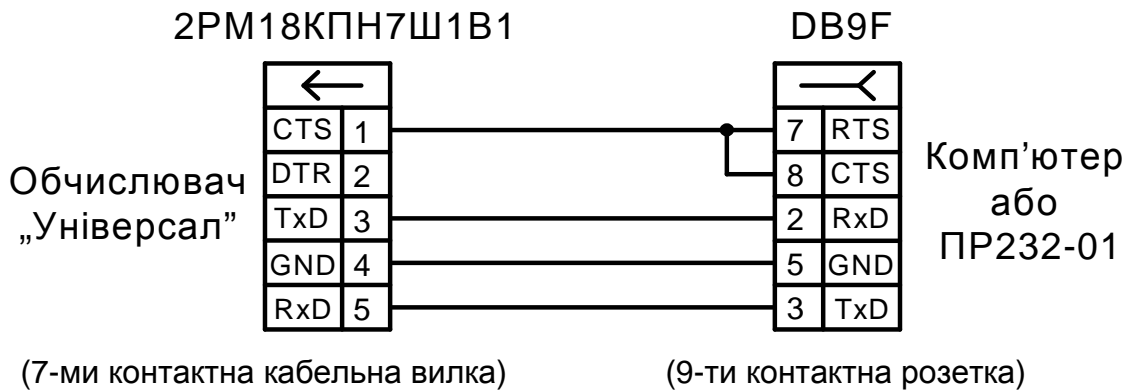 2РМ18КПН7Ш1В1 DB9F
CTS 1 7 RTS
DTR 2 8 CTS
TxD 3 2 RxD
GND 4 5 GND
RxD 5 3 TxD
Обчислювач
„Універсал”
Комп’ютер
або
ПР232-01
(7-ми контактна кабельна вилка) (9-ти контактна розетка)